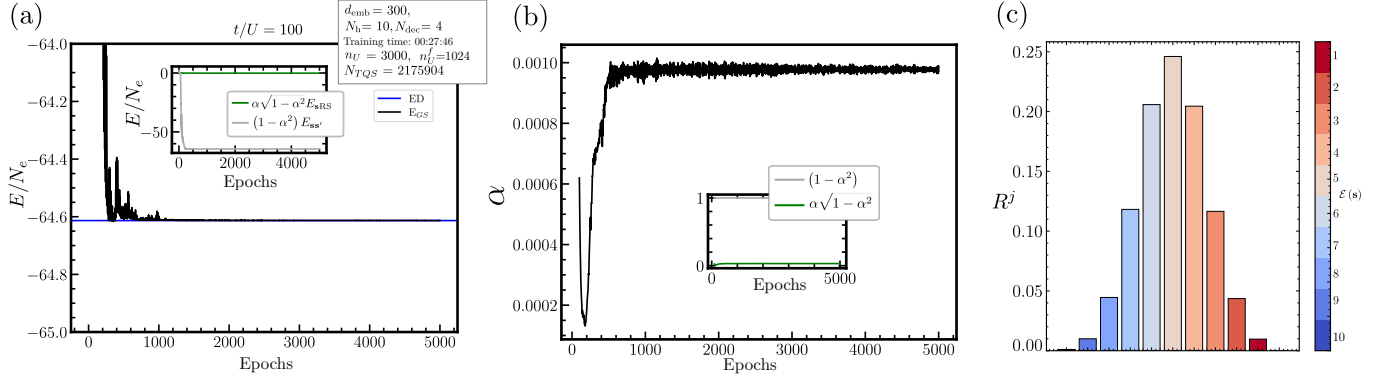 (a)
t/U = 100
d_emb = 300,
N_h = 10, N_dec = 4
Training time: 00:27:46
n_U = 3000, n_U^f = 1024
N_TQS = 2175904
E/N_e
−64.0
−64.2
−64.4
−64.6
−64.8
−65.0
0 1000 2000 3000 4000 5000
Epochs
ED
E_GS
E/N_e
0
−50
α√1 − α² E_sRS
(1 − α²) E_ss′
0 2000 4000
Epochs
(b)
α
0.0010
0.0008
0.0006
0.0004
0.0002
0 1000 2000 3000 4000 5000
Epochs
(1 − α²)
α√1 − α²
1
0
0 5000
Epochs
(c)
R^j
0.25
0.20
0.15
0.10
0.05
0.00
1
2
3
4
5
6
7
8
9
10
ℰ(s)